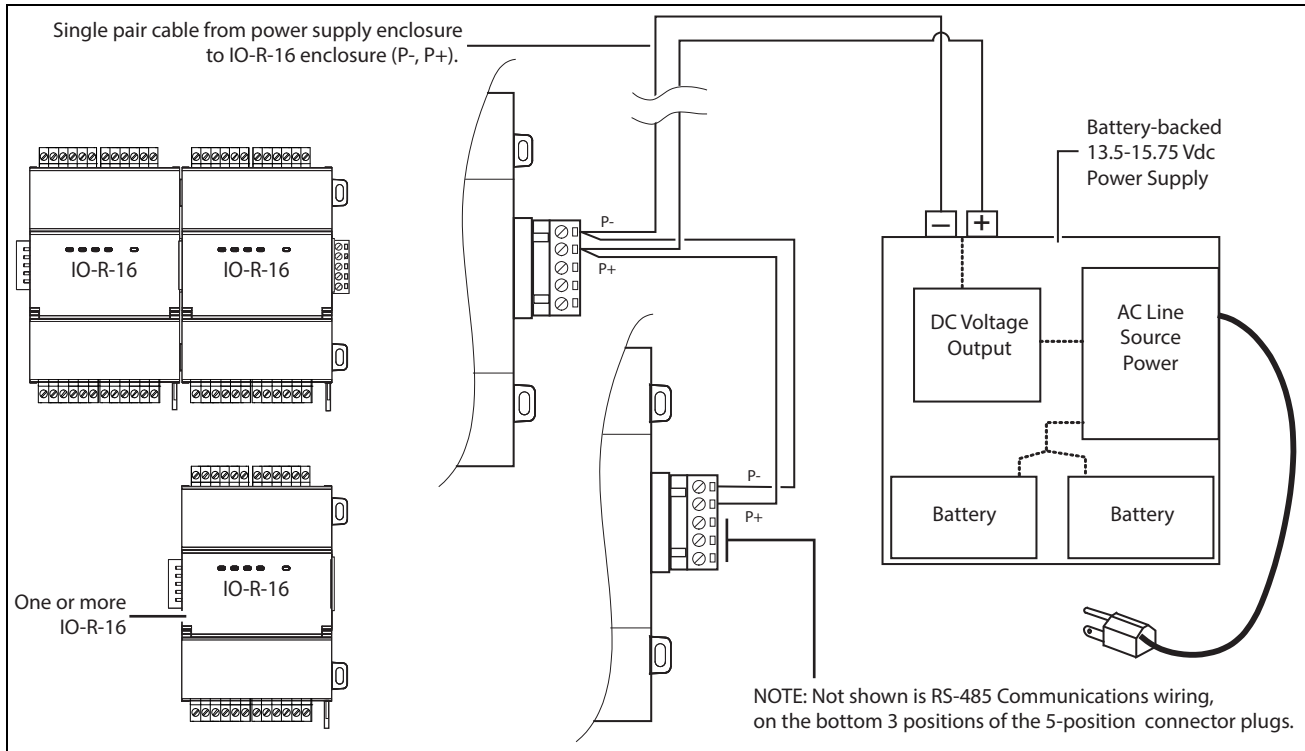 Single pair cable from power supply enclosure
to IO-R-16 enclosure (P-, P+).
Battery-backed
13.5-15.75 Vdc
Power Supply
IO-R-16
IO-R-16
P-
P+
–
+
DC Voltage
Output
AC Line
Source
Power
P-
P+
Battery
Battery
IO-R-16
One or more
IO-R-16
NOTE: Not shown is RS-485 Communications wiring,
on the bottom 3 positions of the 5-position connector plugs.